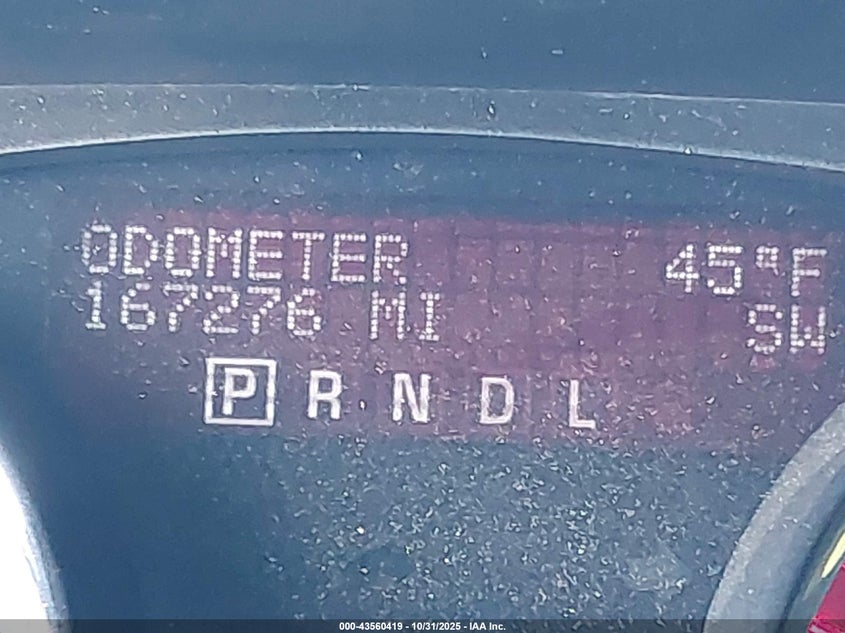 ODOMETER 45°F
167276 MI SW
P R N D L
000-43560419 - 10/31/2025 - IAA Inc.